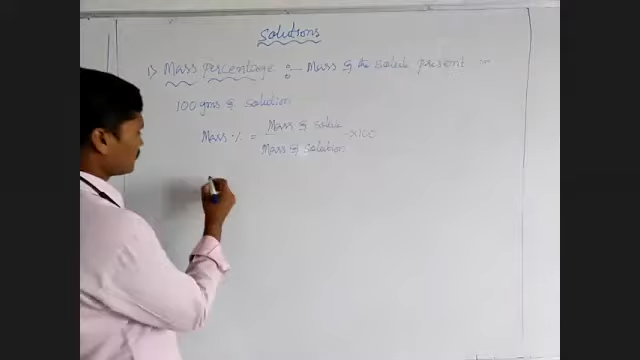 Solutions
1) Mass Percentage :- Mass of the solute present in
100 gms of solution
Mass % = Mass of solute / Mass of solution ×100